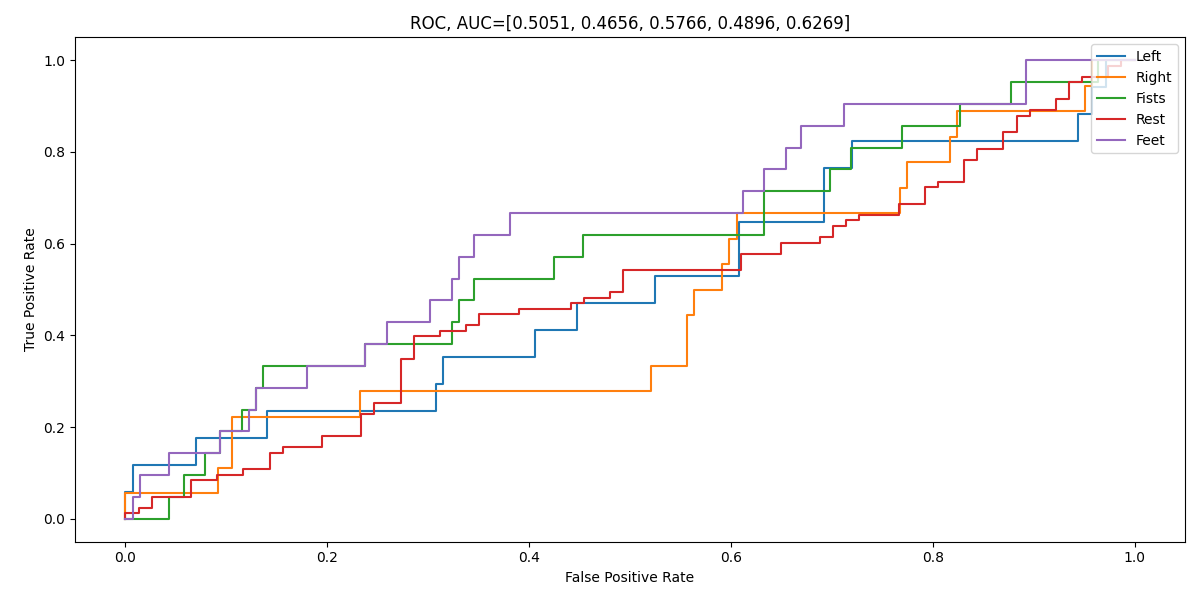 ROC, AUC=[0.5051, 0.4656, 0.5766, 0.4896, 0.6269]
Left
Right
Fists
Rest
Feet
True Positive Rate
1.0
0.8
0.6
0.4
0.2
0.0
0.0 0.2 0.4 0.6 0.8 1.0
False Positive Rate